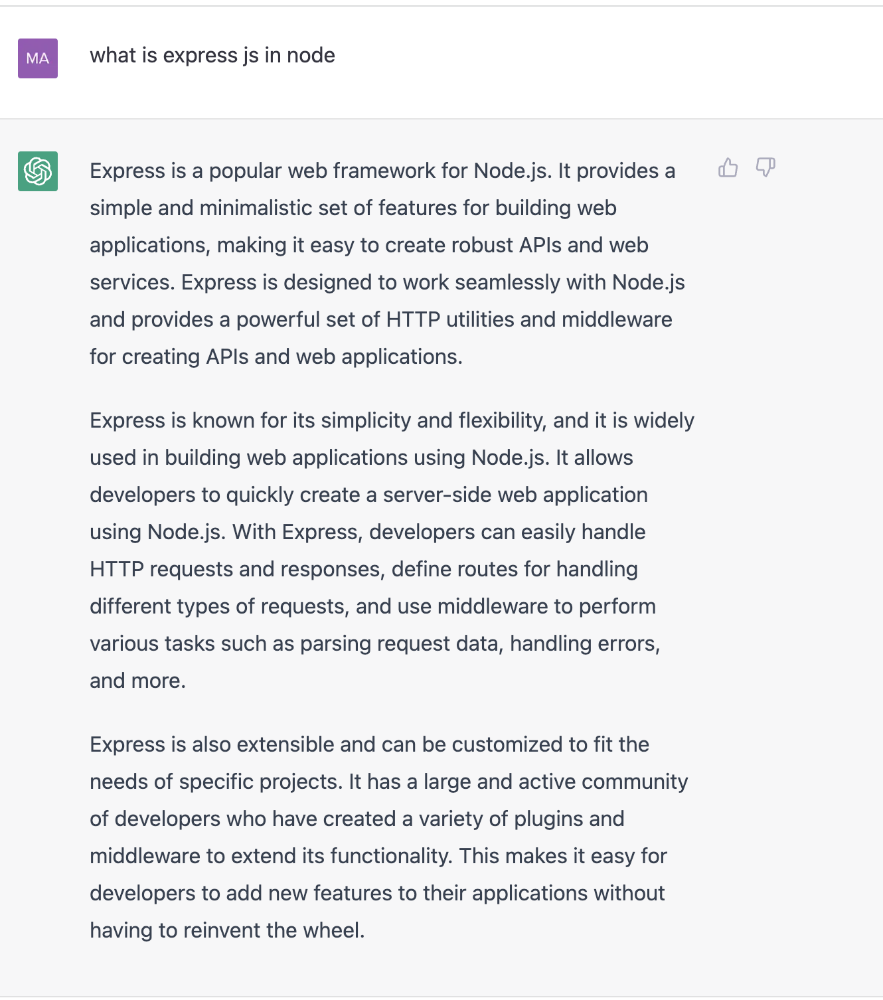 MA
what is express js in node
Express is a popular web framework for Node.js. It provides a
simple and minimalistic set of features for building web
applications, making it easy to create robust APIs and web
services. Express is designed to work seamlessly with Node.js
and provides a powerful set of HTTP utilities and middleware
for creating APIs and web applications.
Express is known for its simplicity and flexibility, and it is widely
used in building web applications using Node.js. It allows
developers to quickly create a server-side web application
using Node.js. With Express, developers can easily handle
HTTP requests and responses, define routes for handling
different types of requests, and use middleware to perform
various tasks such as parsing request data, handling errors,
and more.
Express is also extensible and can be customized to fit the
needs of specific projects. It has a large and active community
of developers who have created a variety of plugins and
middleware to extend its functionality. This makes it easy for
developers to add new features to their applications without
having to reinvent the wheel.